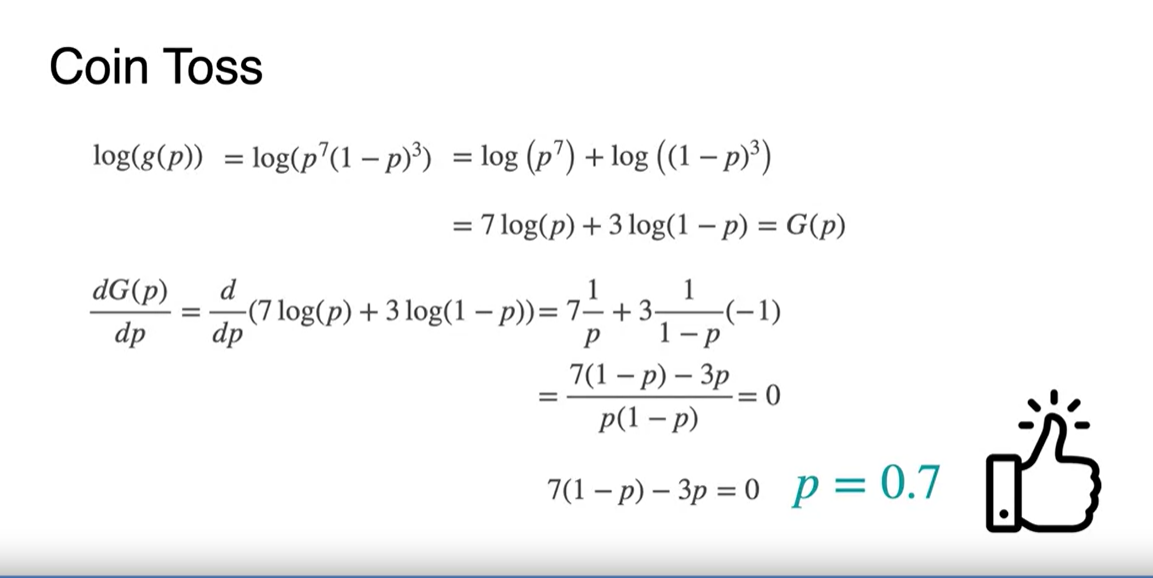 Coin Toss
log(g(p)) = log(p⁷(1 – p)³) = log (p⁷) + log ((1 – p)³)
= 7 log(p) + 3 log(1 – p) = G(p)
dG(p)/dp = d/dp (7 log(p) + 3 log(1 – p)) = 7 1/p + 3 1/(1 – p) (–1)
= (7(1 – p) – 3p)/(p(1 – p)) = 0
7(1 – p) – 3p = 0 p = 0.7